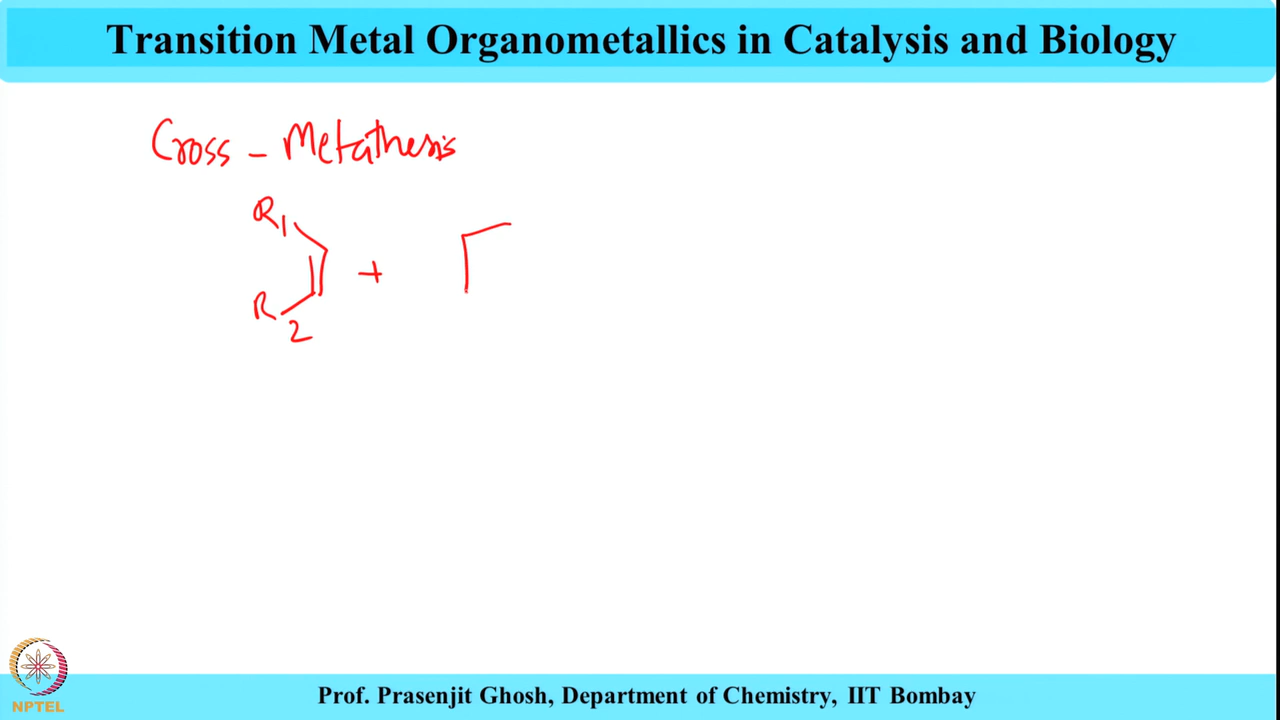 Transition Metal Organometallics in Catalysis and Biology
Cross - Metathesis
R1
+
R2
NPTEL
Prof. Prasenjit Ghosh, Department of Chemistry, IIT Bombay